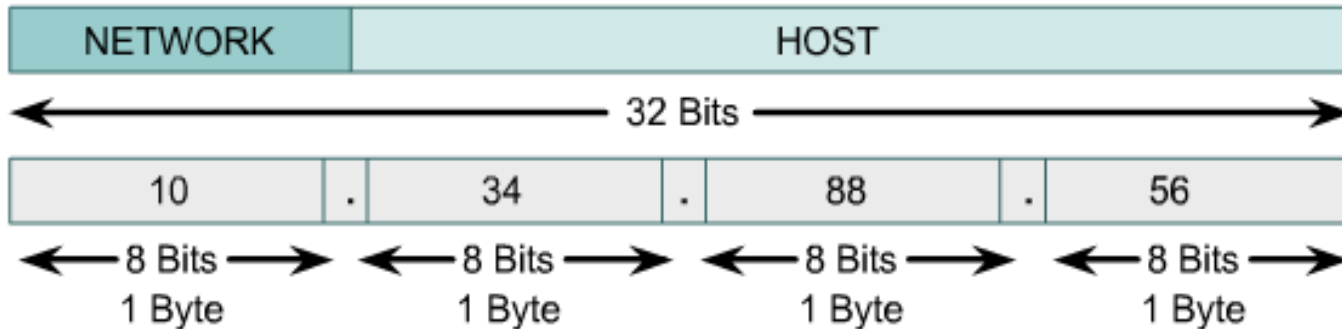 NETWORK HOST
32 Bits
10 . 34 . 88 . 56
8 Bits 8 Bits 8 Bits 8 Bits
1 Byte 1 Byte 1 Byte 1 Byte